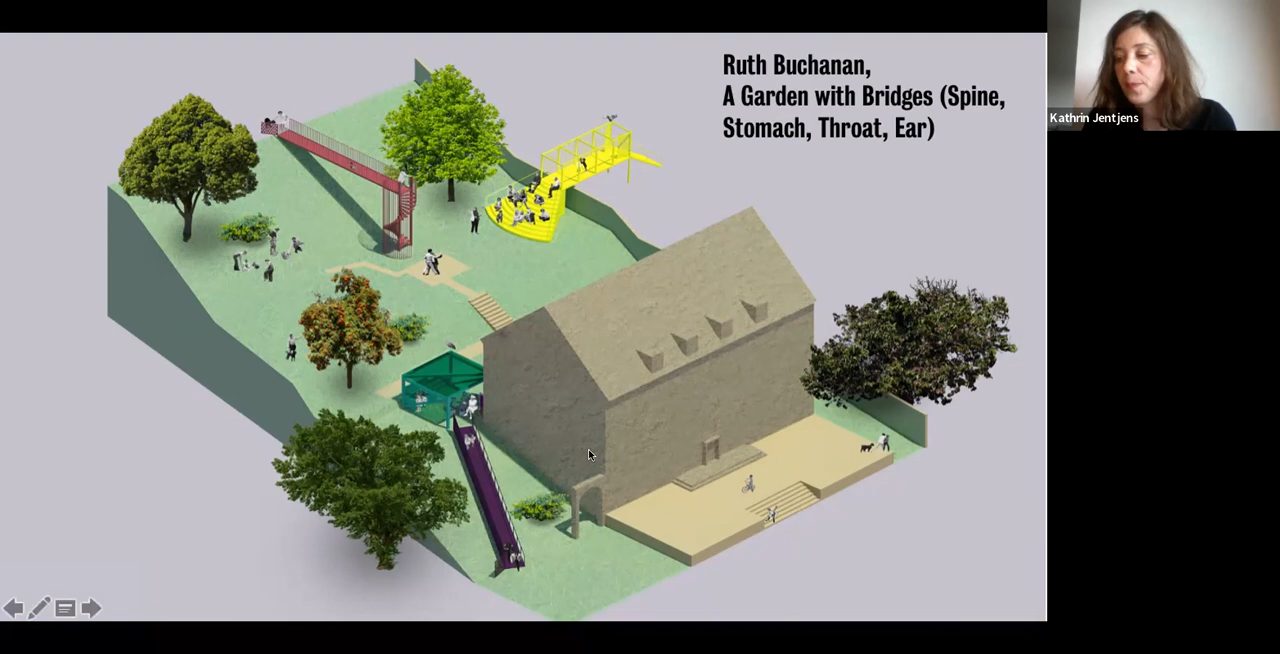 Ruth Buchanan,
A Garden with Bridges (Spine,
Stomach, Throat, Ear)
Kathrin Jentjens